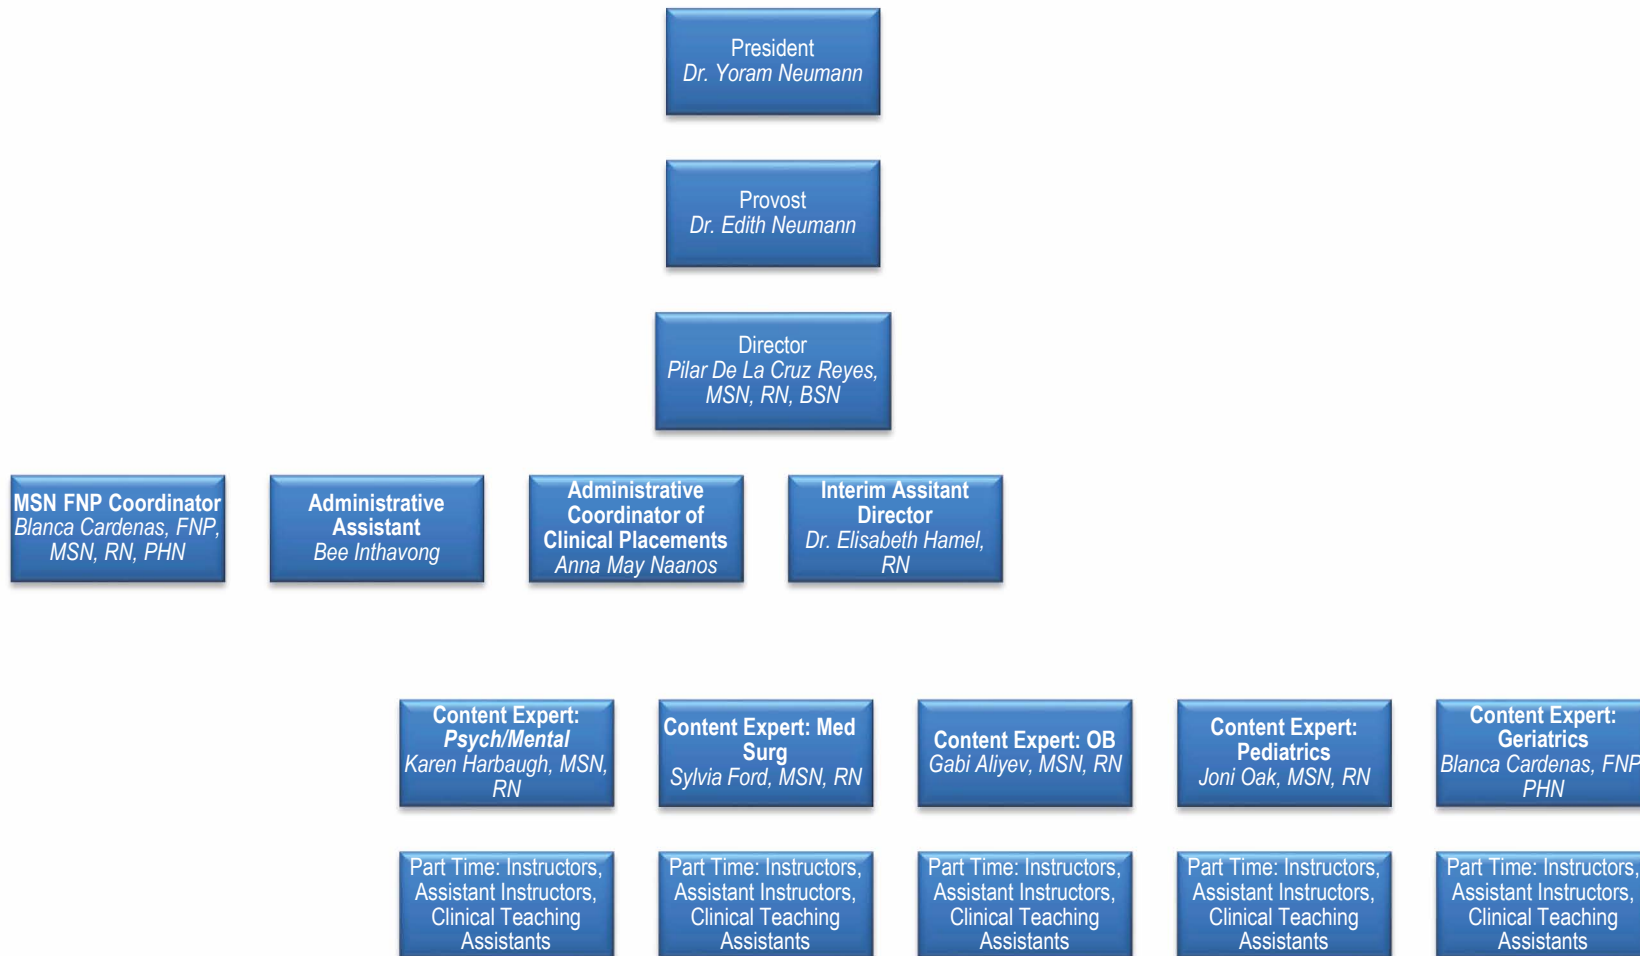 President
Dr. Yoram Neumann
Provost
Dr. Edith Neumann
Director
Pilar De La Cruz Reyes,
MSN, RN, BSN
MSN FNP Coordinator
Blanca Cardenas, FNP,
MSN, RN, PHN
Administrative
Assistant
Bee Inthavong
Administrative
Coordinator of
Clinical Placements
Anna May Naanos
Interim Assitant
Director
Dr. Elisabeth Hamel,
RN
Content Expert:
Psych/Mental
Karen Harbaugh, MSN,
RN
Content Expert: Med
Surg
Sylvia Ford, MSN, RN
Content Expert: OB
Gabi Aliyev, MSN, RN
Content Expert:
Pediatrics
Joni Oak, MSN, RN
Content Expert:
Geriatrics
Blanca Cardenas, FNP
PHN
Part Time: Instructors,
Assistant Instructors,
Clinical Teaching
Assistants
Part Time: Instructors,
Assistant Instructors,
Clinical Teaching
Assistants
Part Time: Instructors,
Assistant Instructors,
Clinical Teaching
Assistants
Part Time: Instructors,
Assistant Instructors,
Clinical Teaching
Assistants
Part Time: Instructors,
Assistant Instructors,
Clinical Teaching
Assistants